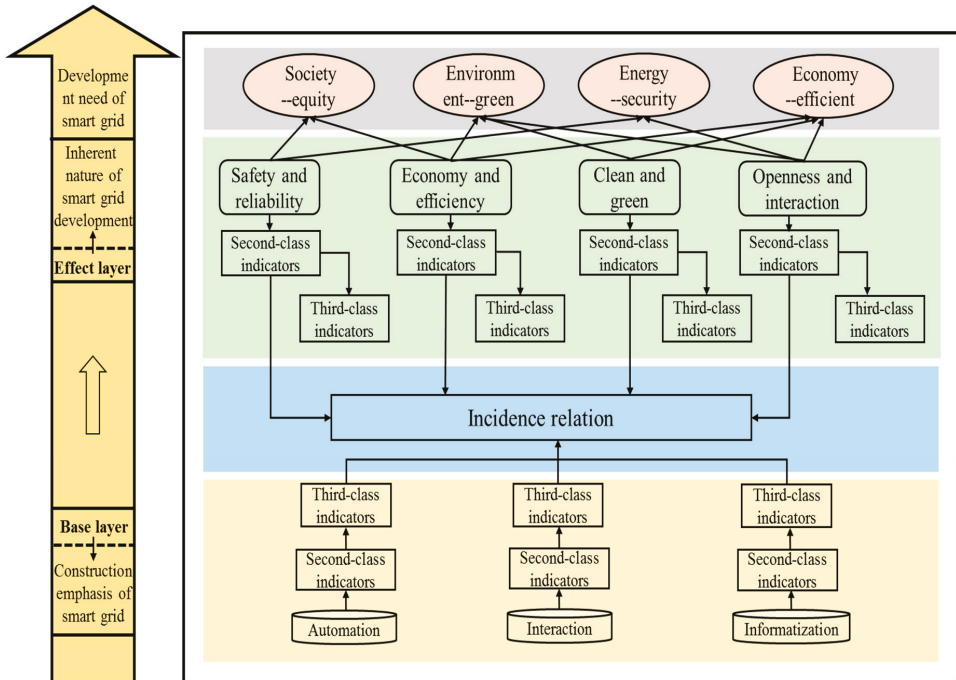 Developme
nt need of
smart grid
Inherent
nature of
smart grid
development
Effect layer
Base layer
Construction
emphasis of
smart grid
Society
--equity
Environm
ent--green
Energy
--security
Economy
--efficient
Safety and
reliability
Economy and
efficiency
Clean and
green
Openness and
interaction
Second-class
indicators
Second-class
indicators
Second-class
indicators
Second-class
indicators
Third-class
indicators
Third-class
indicators
Third-class
indicators
Third-class
indicators
Incidence relation
Third-class
indicators
Third-class
indicators
Third-class
indicators
Second-class
indicators
Second-class
indicators
Second-class
indicators
Automation
Interaction
Informatization